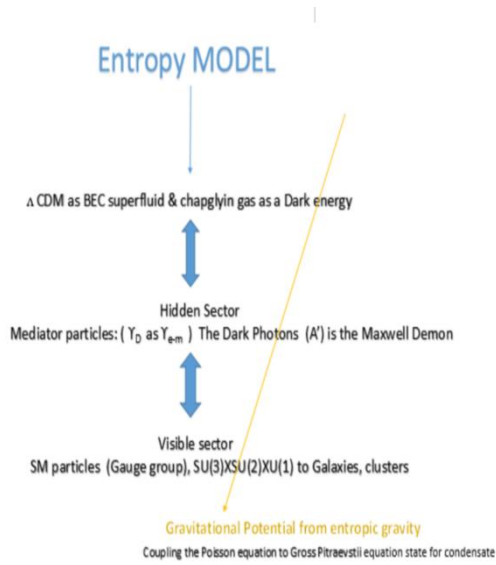 Entropy MODEL
Δ CDM as BEC superfluid & chapglyin gas as a Dark energy
Hidden Sector
Mediator particles: ( ϒD as ϒe-m ) The Dark Photons (A') is the Maxwell Demon
Visible sector
SM particles (Gauge group), SU(3)XSU(2)XU(1) to Galaxies, clusters
Gravitational Potential from entropic gravity
Coupling the Poisson equation to Gross Pitraevstii equation state for condensate